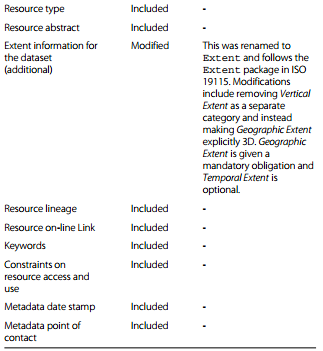 Resource type Included -
Resource abstract Included -
Extent information for Modified This was renamed to
the dataset Extent and follows the
(additional) Extent package in ISO
19115. Modifications
include removing Vertical
Extent as a separate
category and instead
making Geographic Extent
explicitly 3D. Geographic
Extent is given a
mandatory obligation and
Temporal Extent is
optional.
Resource lineage Included -
Resource on-line Link Included -
Keywords Included -
Constraints on Included -
resource access and
use
Metadata date stamp Included -
Metadata point of Included -
contact